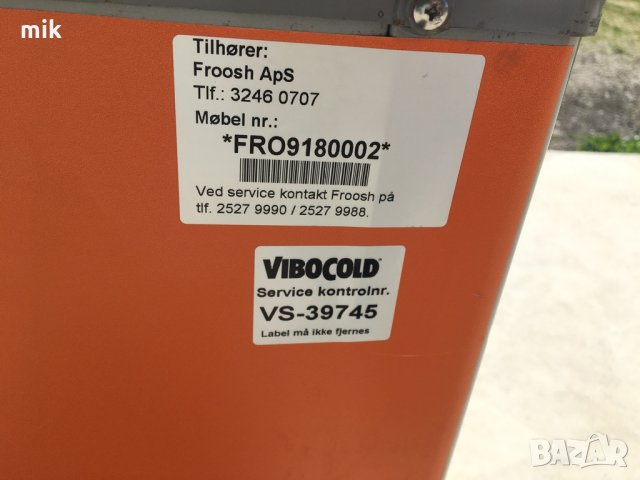 mik
Tilhører:
Froosh ApS
Tlf.: 3246 0707
Møbel nr.:
*FRO9180002*
Ved service kontakt Froosh på
tlf. 2527 9990 / 2527 9988.
VIBOCOLD®
Service kontrolnr.
VS-39745
Label må ikke fjernes
BAZAR